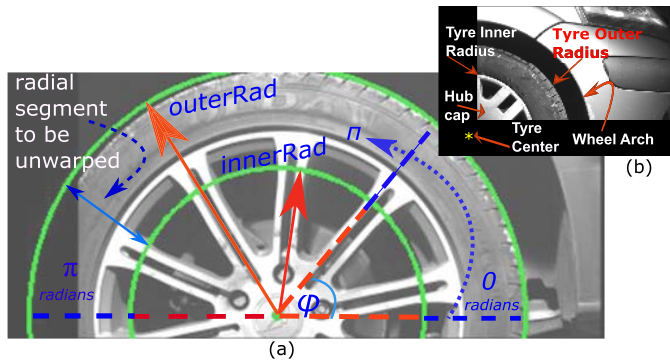 radial
segment
to be
unwarped
outerRad
innerRad
π
π
radians
φ
0
radians
(a)
Tyre Inner
Radius
Tyre Outer
Radius
Hub
cap
*
Tyre
Center
Wheel Arch
(b)